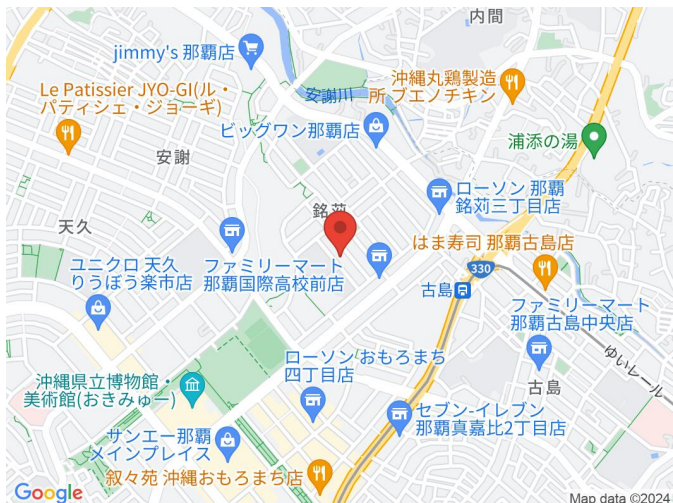 内間
jimmy's 那覇店
沖縄丸鶏製造
所 ブエノチキン
安謝川
Le Patissier JYO-GI(ル・
パティシェ・ジョーギ)
ビッグワン那覇店
浦添の湯
安謝
ローソン 那覇
銘苅三丁目店
銘苅
天久
はま寿司 那覇古島店
ユニクロ 天久
りうぼう楽市店
ファミリーマート
那覇国際高校前店
330
古島
ファミリーマート
那覇古島中央店
ゆいレール
ローソン おもろまち
四丁目店
沖縄県立博物館・
美術館(おきみゅー)
古島
セブン-イレブン
那覇真嘉比2丁目店
サンエー那覇
メインプレイス
叙々苑 沖縄おもろまち店
Google
Map data ©2024